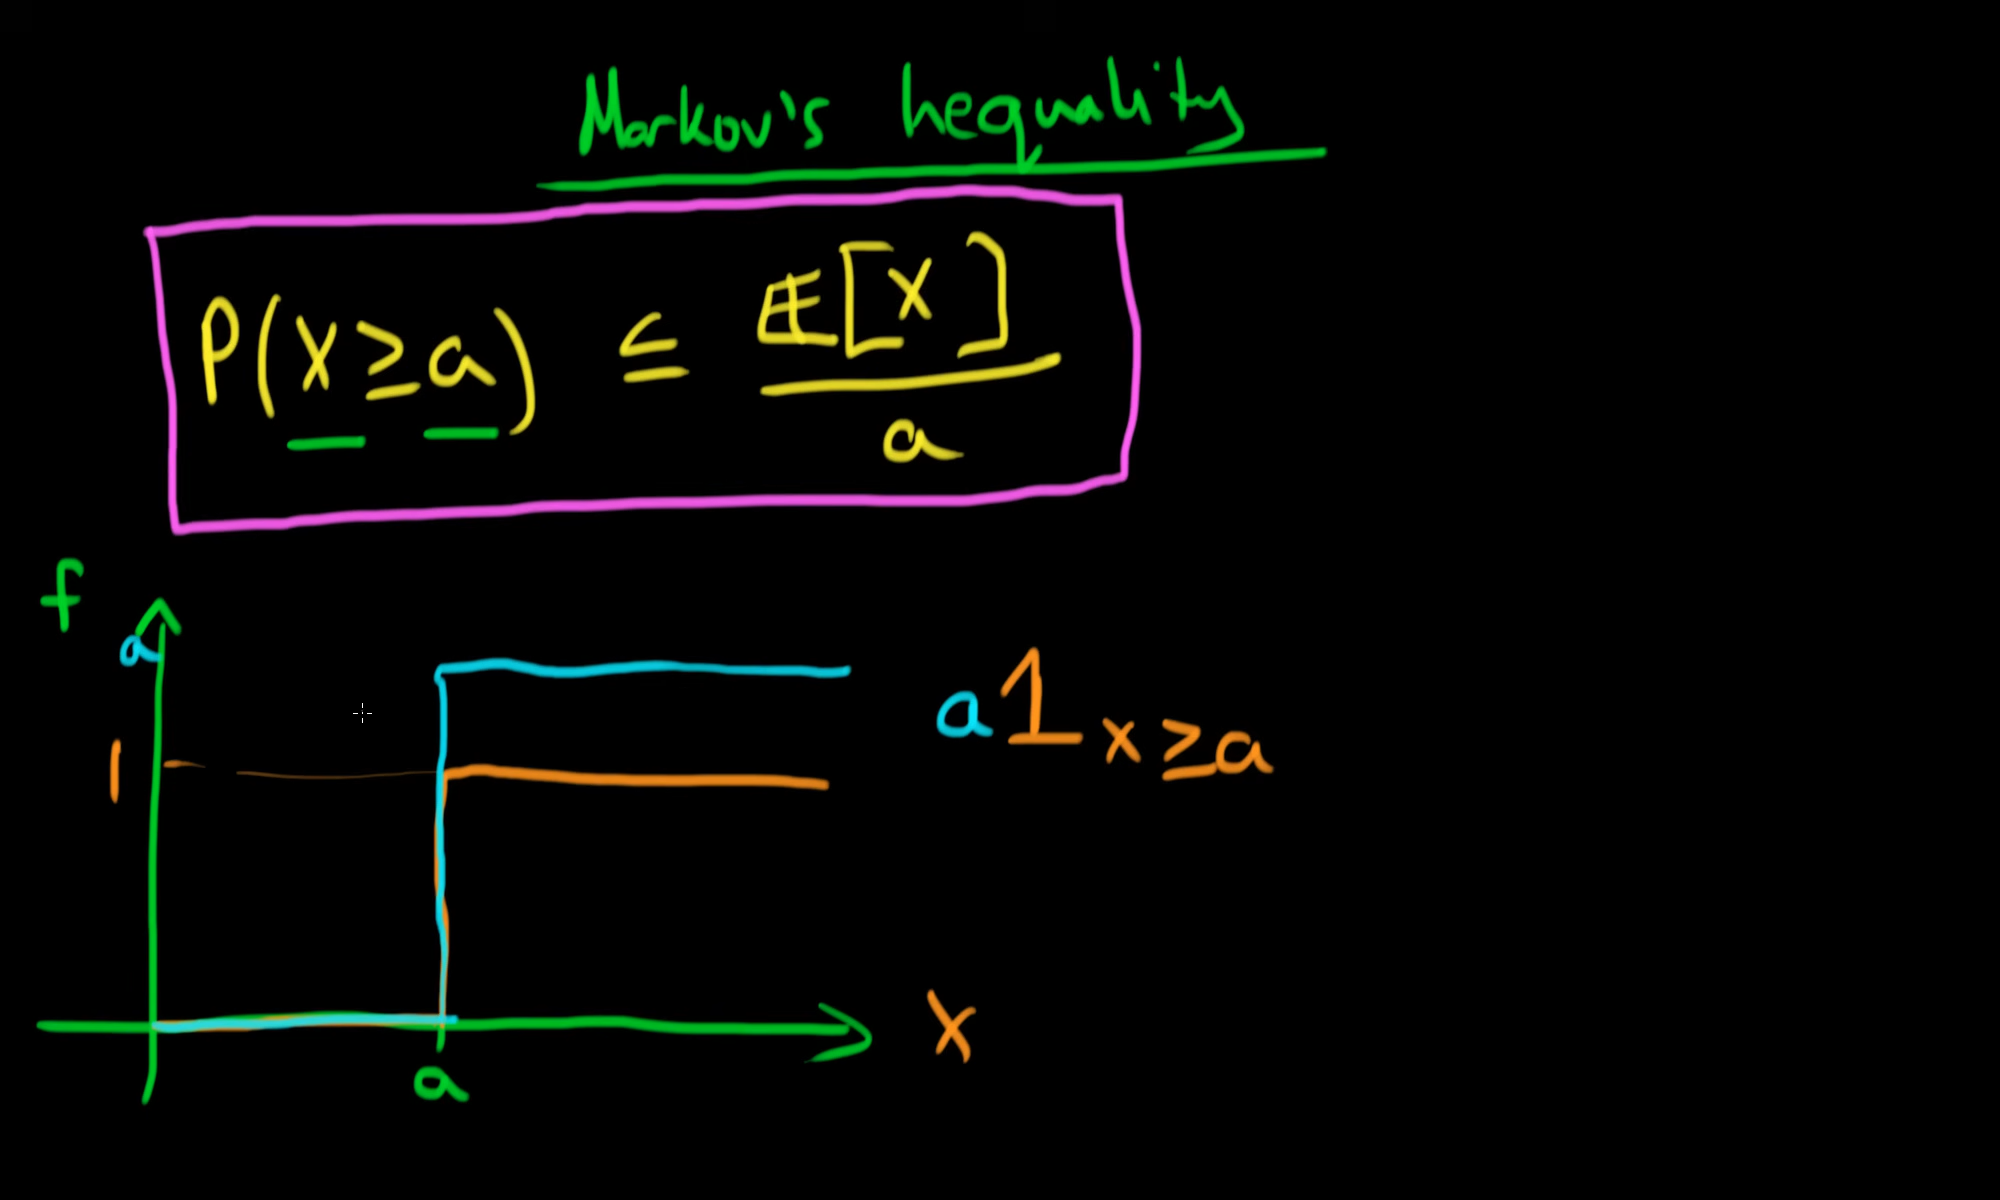 Markov's Inequality
P(X≥a) ≤ E[X]/a
f
a
1
a1x≥a
x
a